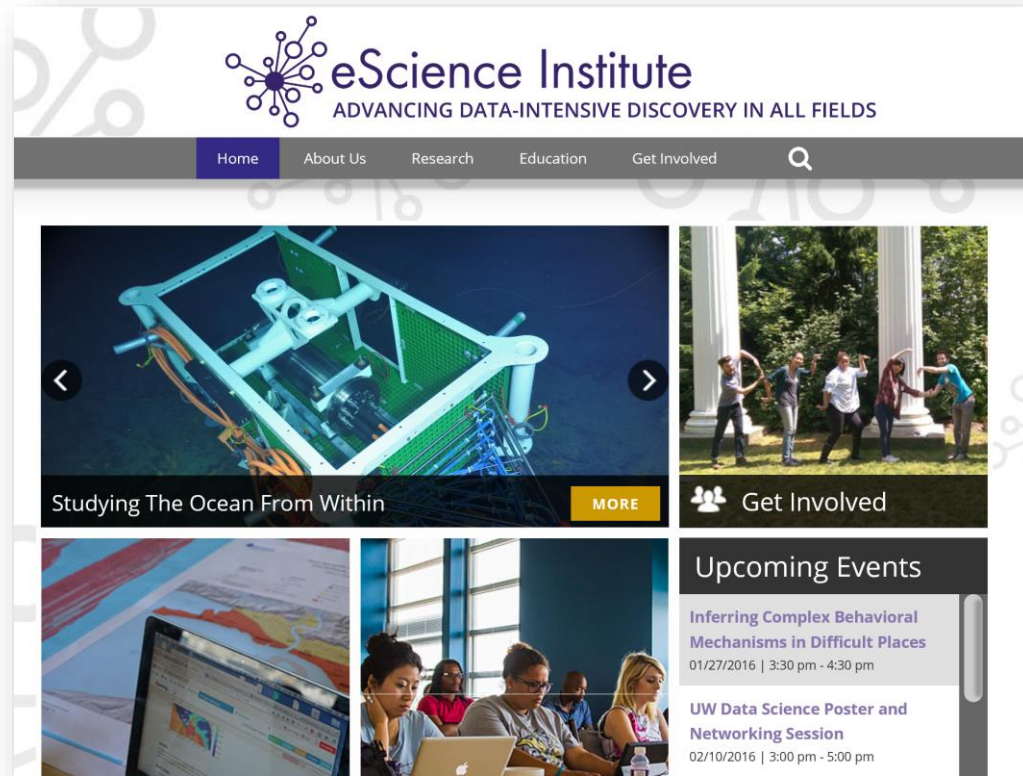 eScience Institute
ADVANCING DATA-INTENSIVE DISCOVERY IN ALL FIELDS
Home About Us Research Education Get Involved
Studying The Ocean From Within
MORE
Get Involved
Upcoming Events
Inferring Complex Behavioral
Mechanisms in Difficult Places
01/27/2016 | 3:30 pm - 4:30 pm
UW Data Science Poster and
Networking Session
02/10/2016 | 3:00 pm - 5:00 pm